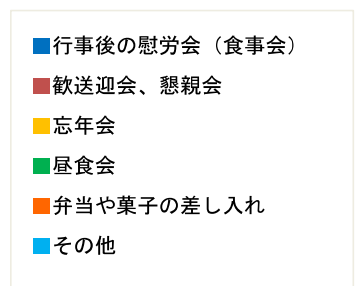 行事後の慰労会（食事会）
歓送迎会、懇親会
忘年会
昼食会
弁当や菓子の差し入れ
その他